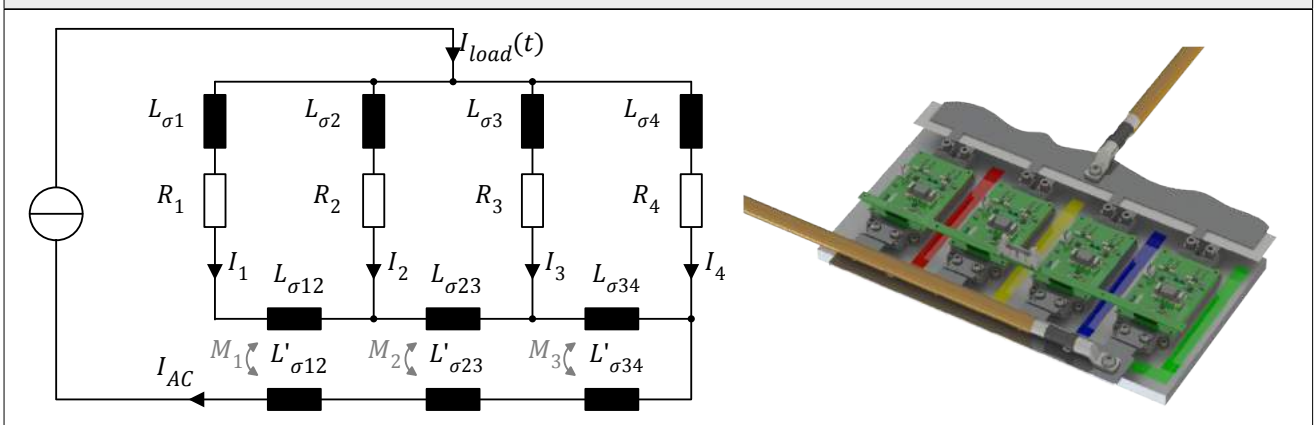 I_load(t)
L_σ1 L_σ2 L_σ3 L_σ4
R_1 R_2 R_3 R_4
I_1 L_σ12 I_2 L_σ23 I_3 L_σ34 I_4
M_1 L'_σ12 M_2 L'_σ23 M_3 L'_σ34
I_AC